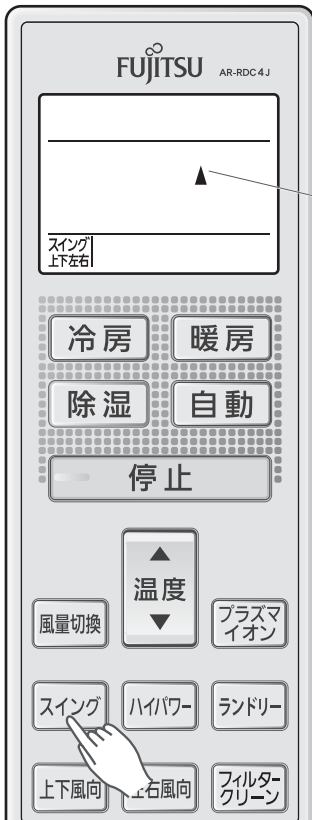 FUJITSU AR-RDC4J
スイング
上下左右
冷房 暖房
除湿 自動
停止
▲
温度
▼
風量切換
プラズマ
イオン
スイング ハイパワー ランドリー
上下風向 左右風向
フィルター
クリーン